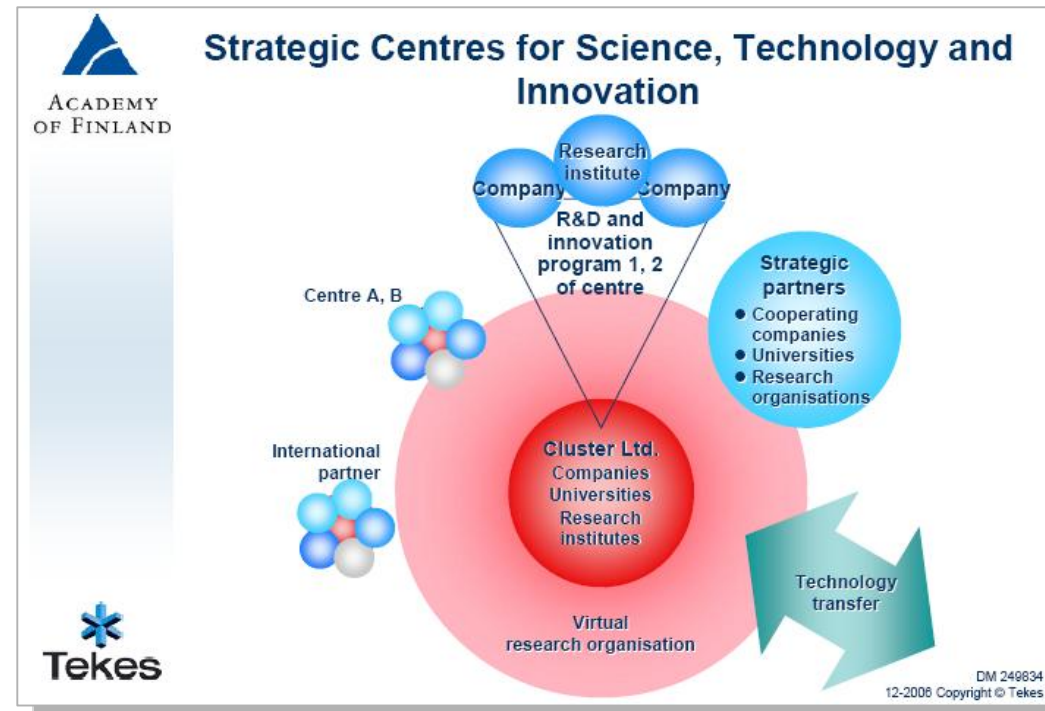 ACADEMY
OF FINLAND
Strategic Centres for Science, Technology and
Innovation
Research
institute
Company
Company
R&D and
innovation
program 1, 2
of centre
Strategic
partners
● Cooperating
companies
● Universities
● Research
organisations
Centre A, B
International
partner
Cluster Ltd.
Companies
Universities
Research
institutes
Technology
transfer
Virtual
research organisation
Tekes
DM 249834
12-2006 Copyright © Tekes